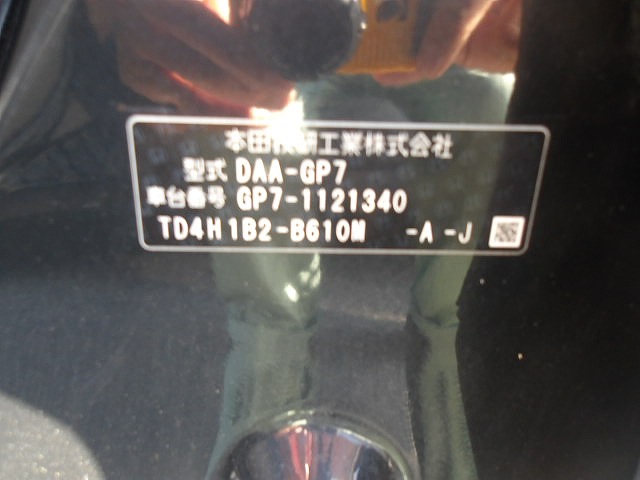 本田技研工業株式会社
型式 DAA-GP7
車台番号 GP7-1121340
TD4H1B2-B610M -A -J